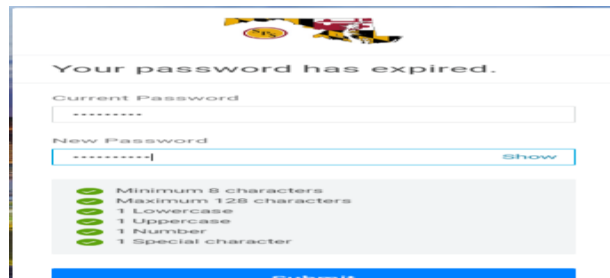 SPS
Your password has expired.
Current Password
New Password
Show
Minimum 8 characters
Maximum 128 characters
1 Lowercase
1 Uppercase
1 Number
1 Special character
Submit